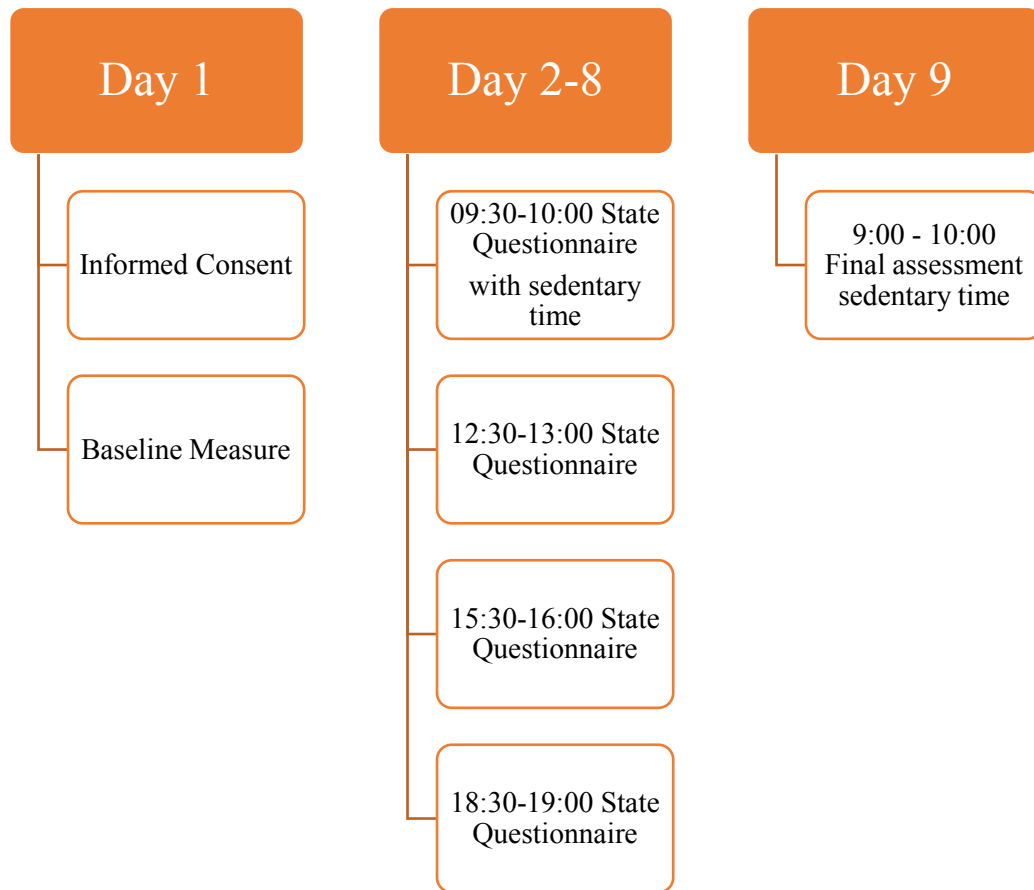 Day 1
Informed Consent
Baseline Measure
Day 2-8
09:30-10:00 State
Questionnaire
with sedentary
time
12:30-13:00 State
Questionnaire
15:30-16:00 State
Questionnaire
18:30-19:00 State
Questionnaire
Day 9
9:00 - 10:00
Final assessment
sedentary time